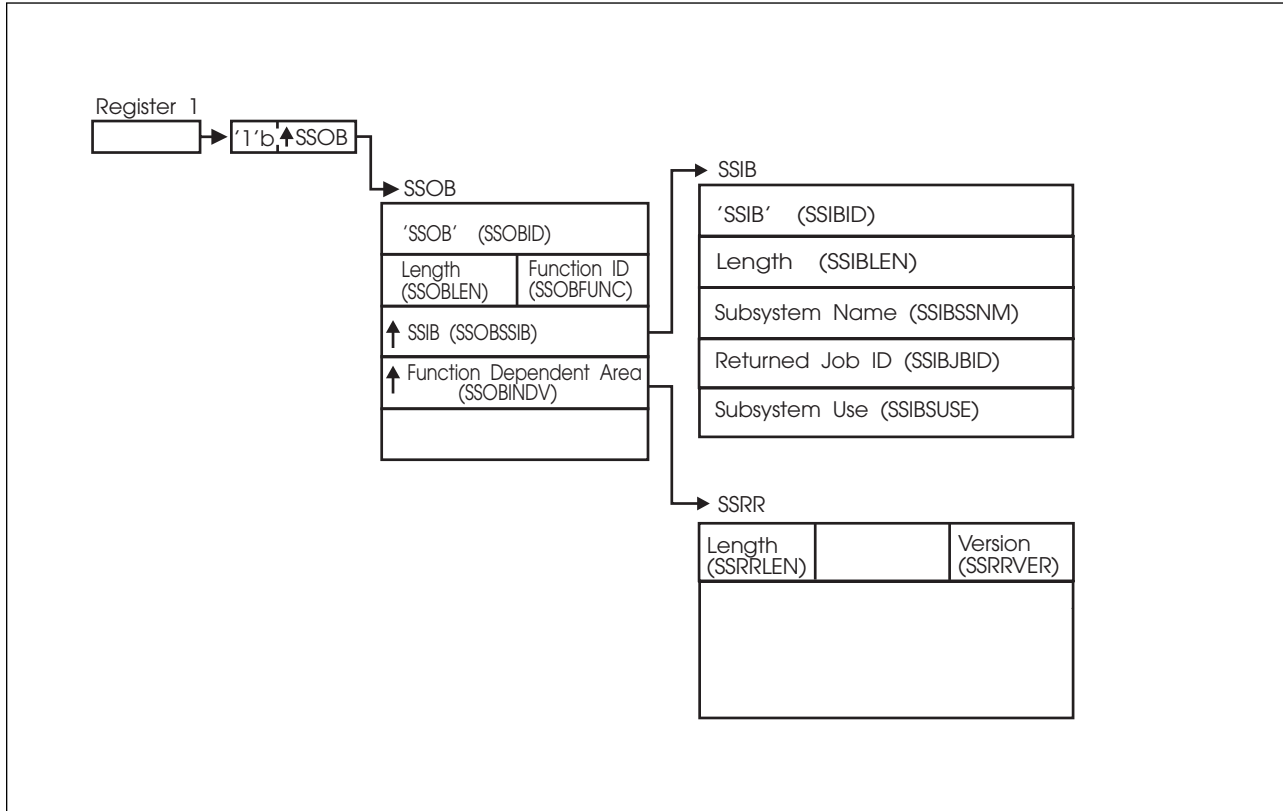 Register 1
'1'b ↑SSOB
SSOB
'SSOB' (SSOBID)
Length
(SSOBLEN)
Function ID
(SSOBFUNC)
↑ SSIB (SSOBSSIB)
↑ Function Dependent Area
(SSOBINDV)
SSIB
'SSIB' (SSIBID)
Length (SSIBLEN)
Subsystem Name (SSIBSSNM)
Returned Job ID (SSIBJBID)
Subsystem Use (SSIBSUSE)
SSRR
Length
(SSRRLEN)
Version
(SSRRVER)